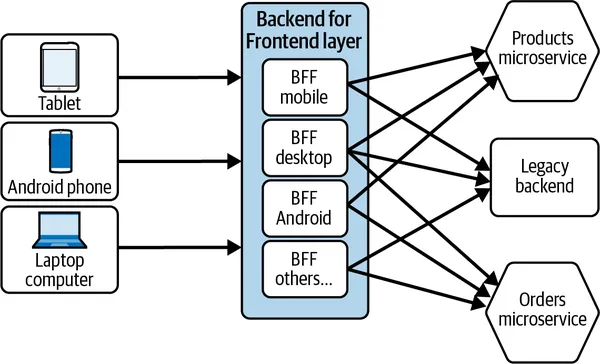 Tablet
Android phone
Laptop
computer
Backend for
Frontend layer
BFF
mobile
BFF
desktop
BFF
Android
BFF
others...
Products
microservice
Legacy
backend
Orders
microservice